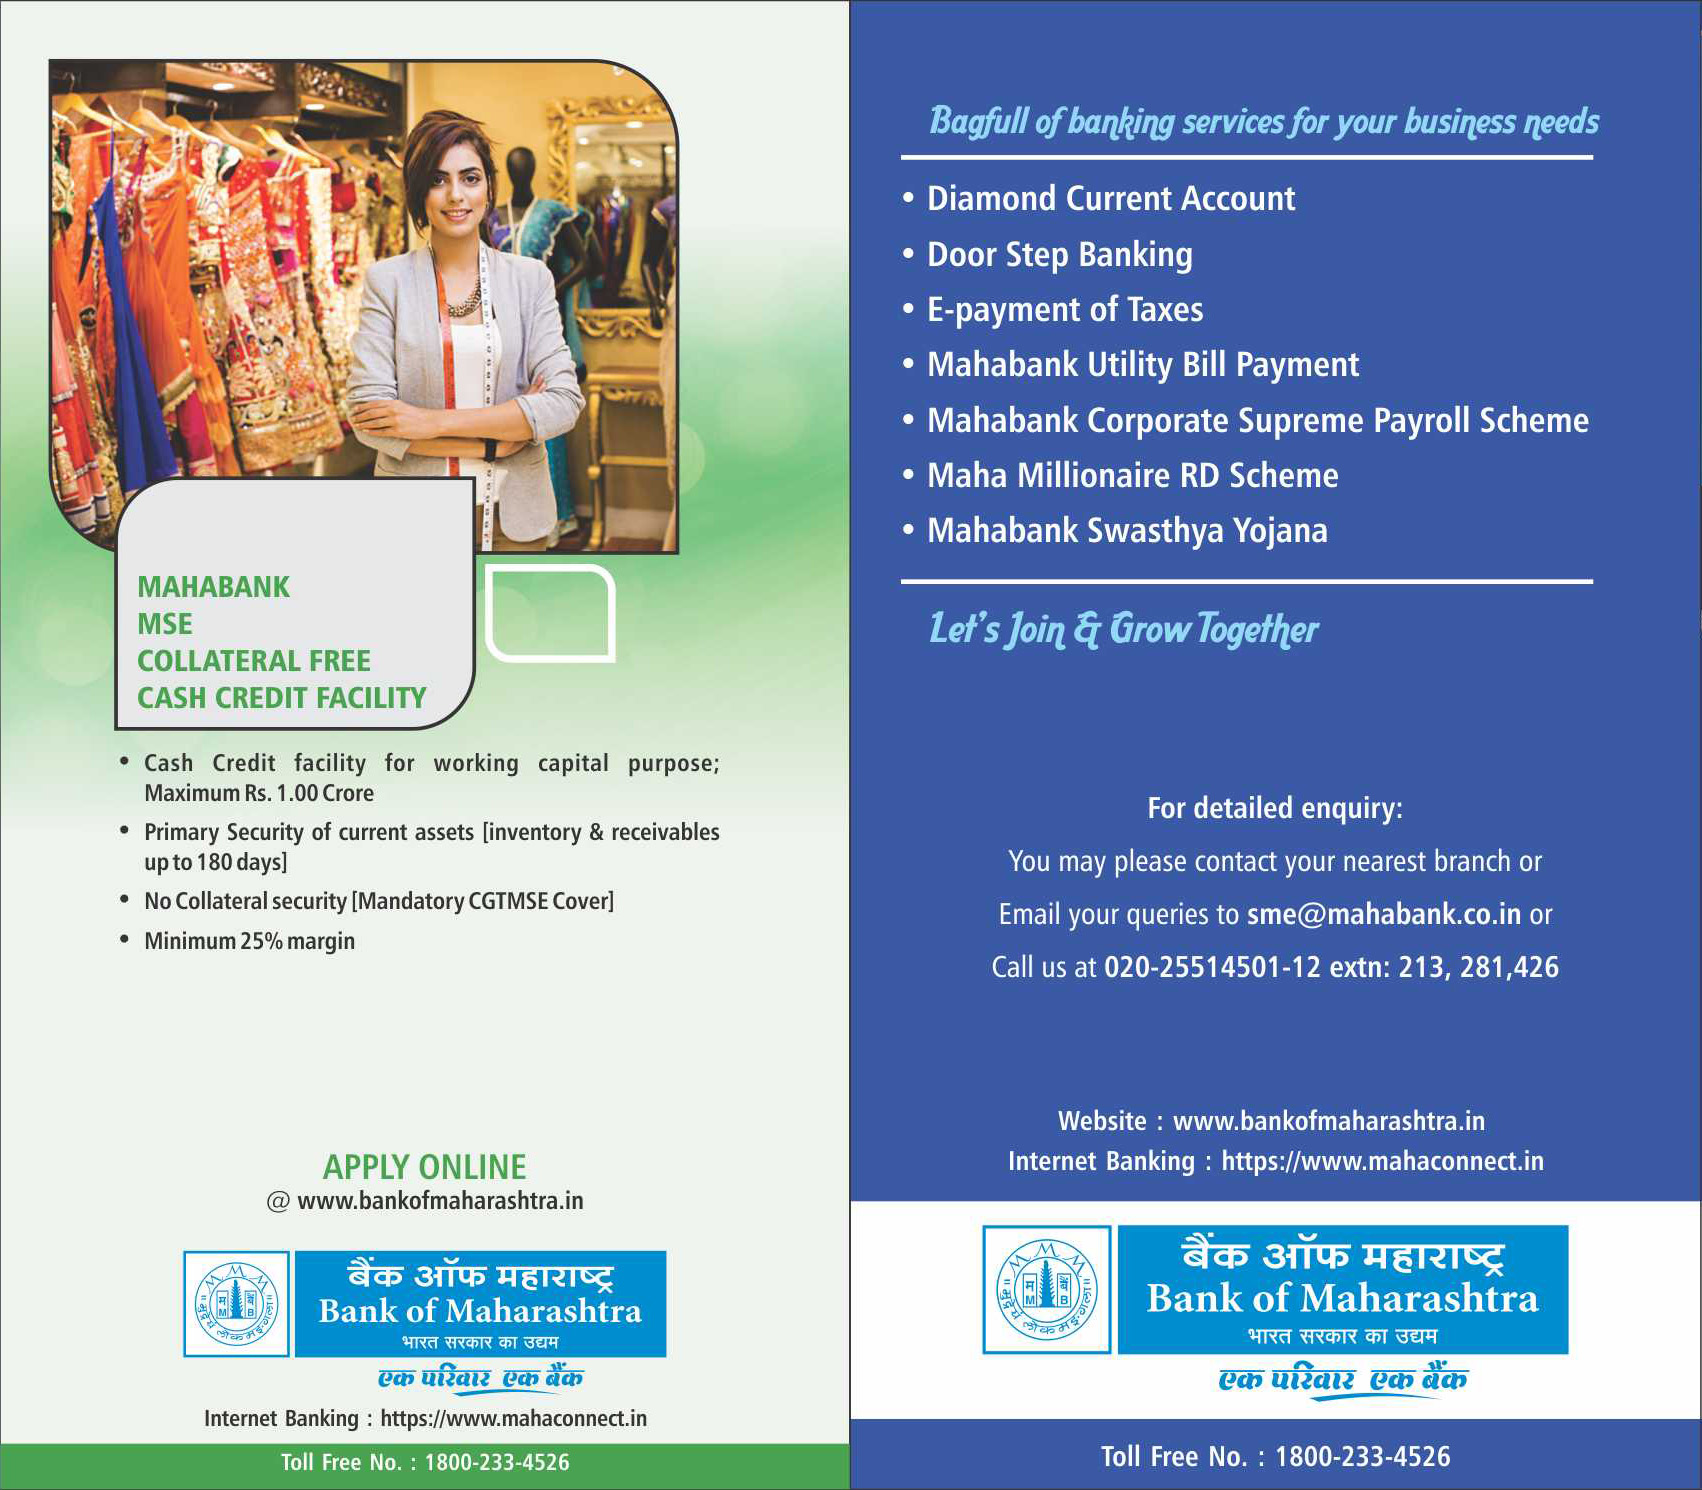 MAHABANK
MSE
COLLATERAL FREE
CASH CREDIT FACILITY
• Cash Credit facility for working capital purpose;
Maximum Rs. 1.00 Crore
• Primary Security of current assets [inventory & receivables
up to 180 days]
• No Collateral security [Mandatory CGTMSE Cover]
• Minimum 25% margin
APPLY ONLINE
@ www.bankofmaharashtra.in
बैंक ऑफ महाराष्ट्र
Bank of Maharashtra
भारत सरकार का उद्यम
एक परिवार एक बैंक
Internet Banking : https://www.mahaconnect.in
Toll Free No. : 1800-233-4526
Bagfull of banking services for your business needs
• Diamond Current Account
• Door Step Banking
• E-payment of Taxes
• Mahabank Utility Bill Payment
• Mahabank Corporate Supreme Payroll Scheme
• Maha Millionaire RD Scheme
• Mahabank Swasthya Yojana
Let's Join & Grow Together
For detailed enquiry:
You may please contact your nearest branch or
Email your queries to sme@mahabank.co.in or
Call us at 020-25514501-12 extn: 213, 281,426
Website : www.bankofmaharashtra.in
Internet Banking : https://www.mahaconnect.in
बैंक ऑफ महाराष्ट्र
Bank of Maharashtra
भारत सरकार का उद्यम
एक परिवार एक बैंक
Toll Free No. : 1800-233-4526